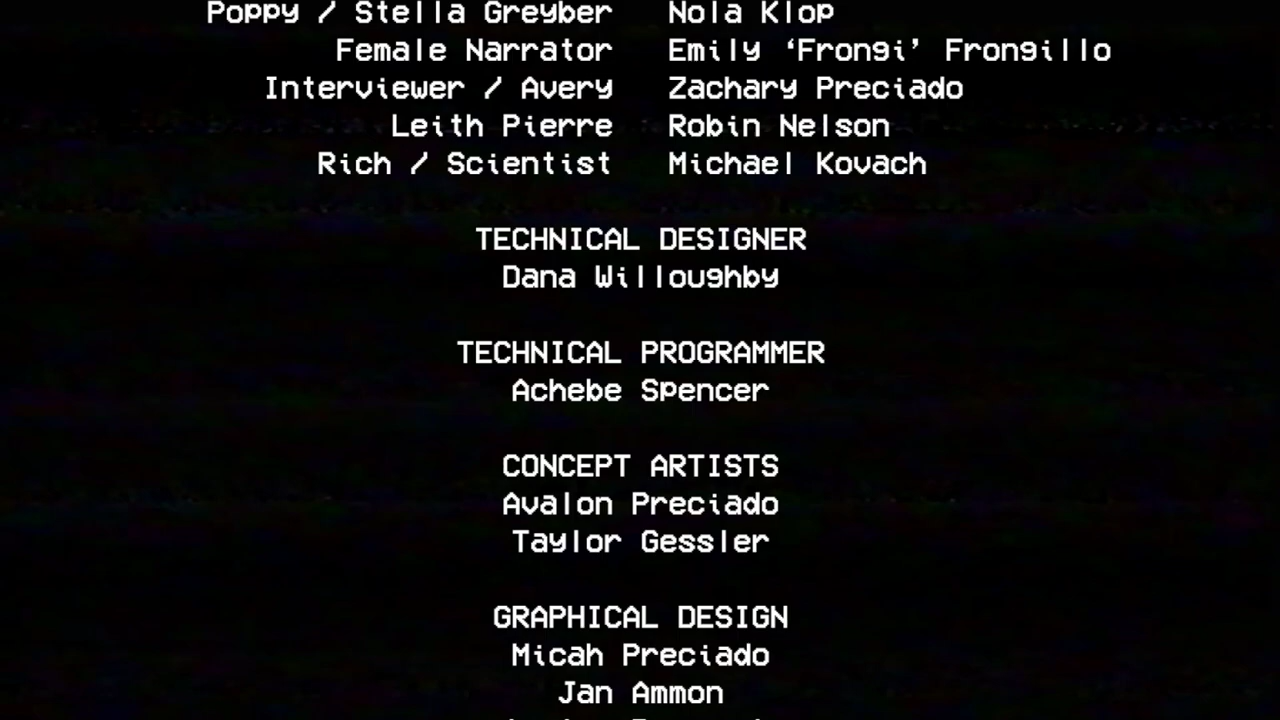 Poppy / Stella Greyber Nola Klop
Female Narrator Emily ‘Frongi’ Frongillo
Interviewer / Avery Zachary Preciado
Leith Pierre Robin Nelson
Rich / Scientist Michael Kovach
TECHNICAL DESIGNER
Dana Willoughby
TECHNICAL PROGRAMMER
Achebe Spencer
CONCEPT ARTISTS
Avalon Preciado
Taylor Gessler
GRAPHICAL DESIGN
Micah Preciado
Jan Ammon